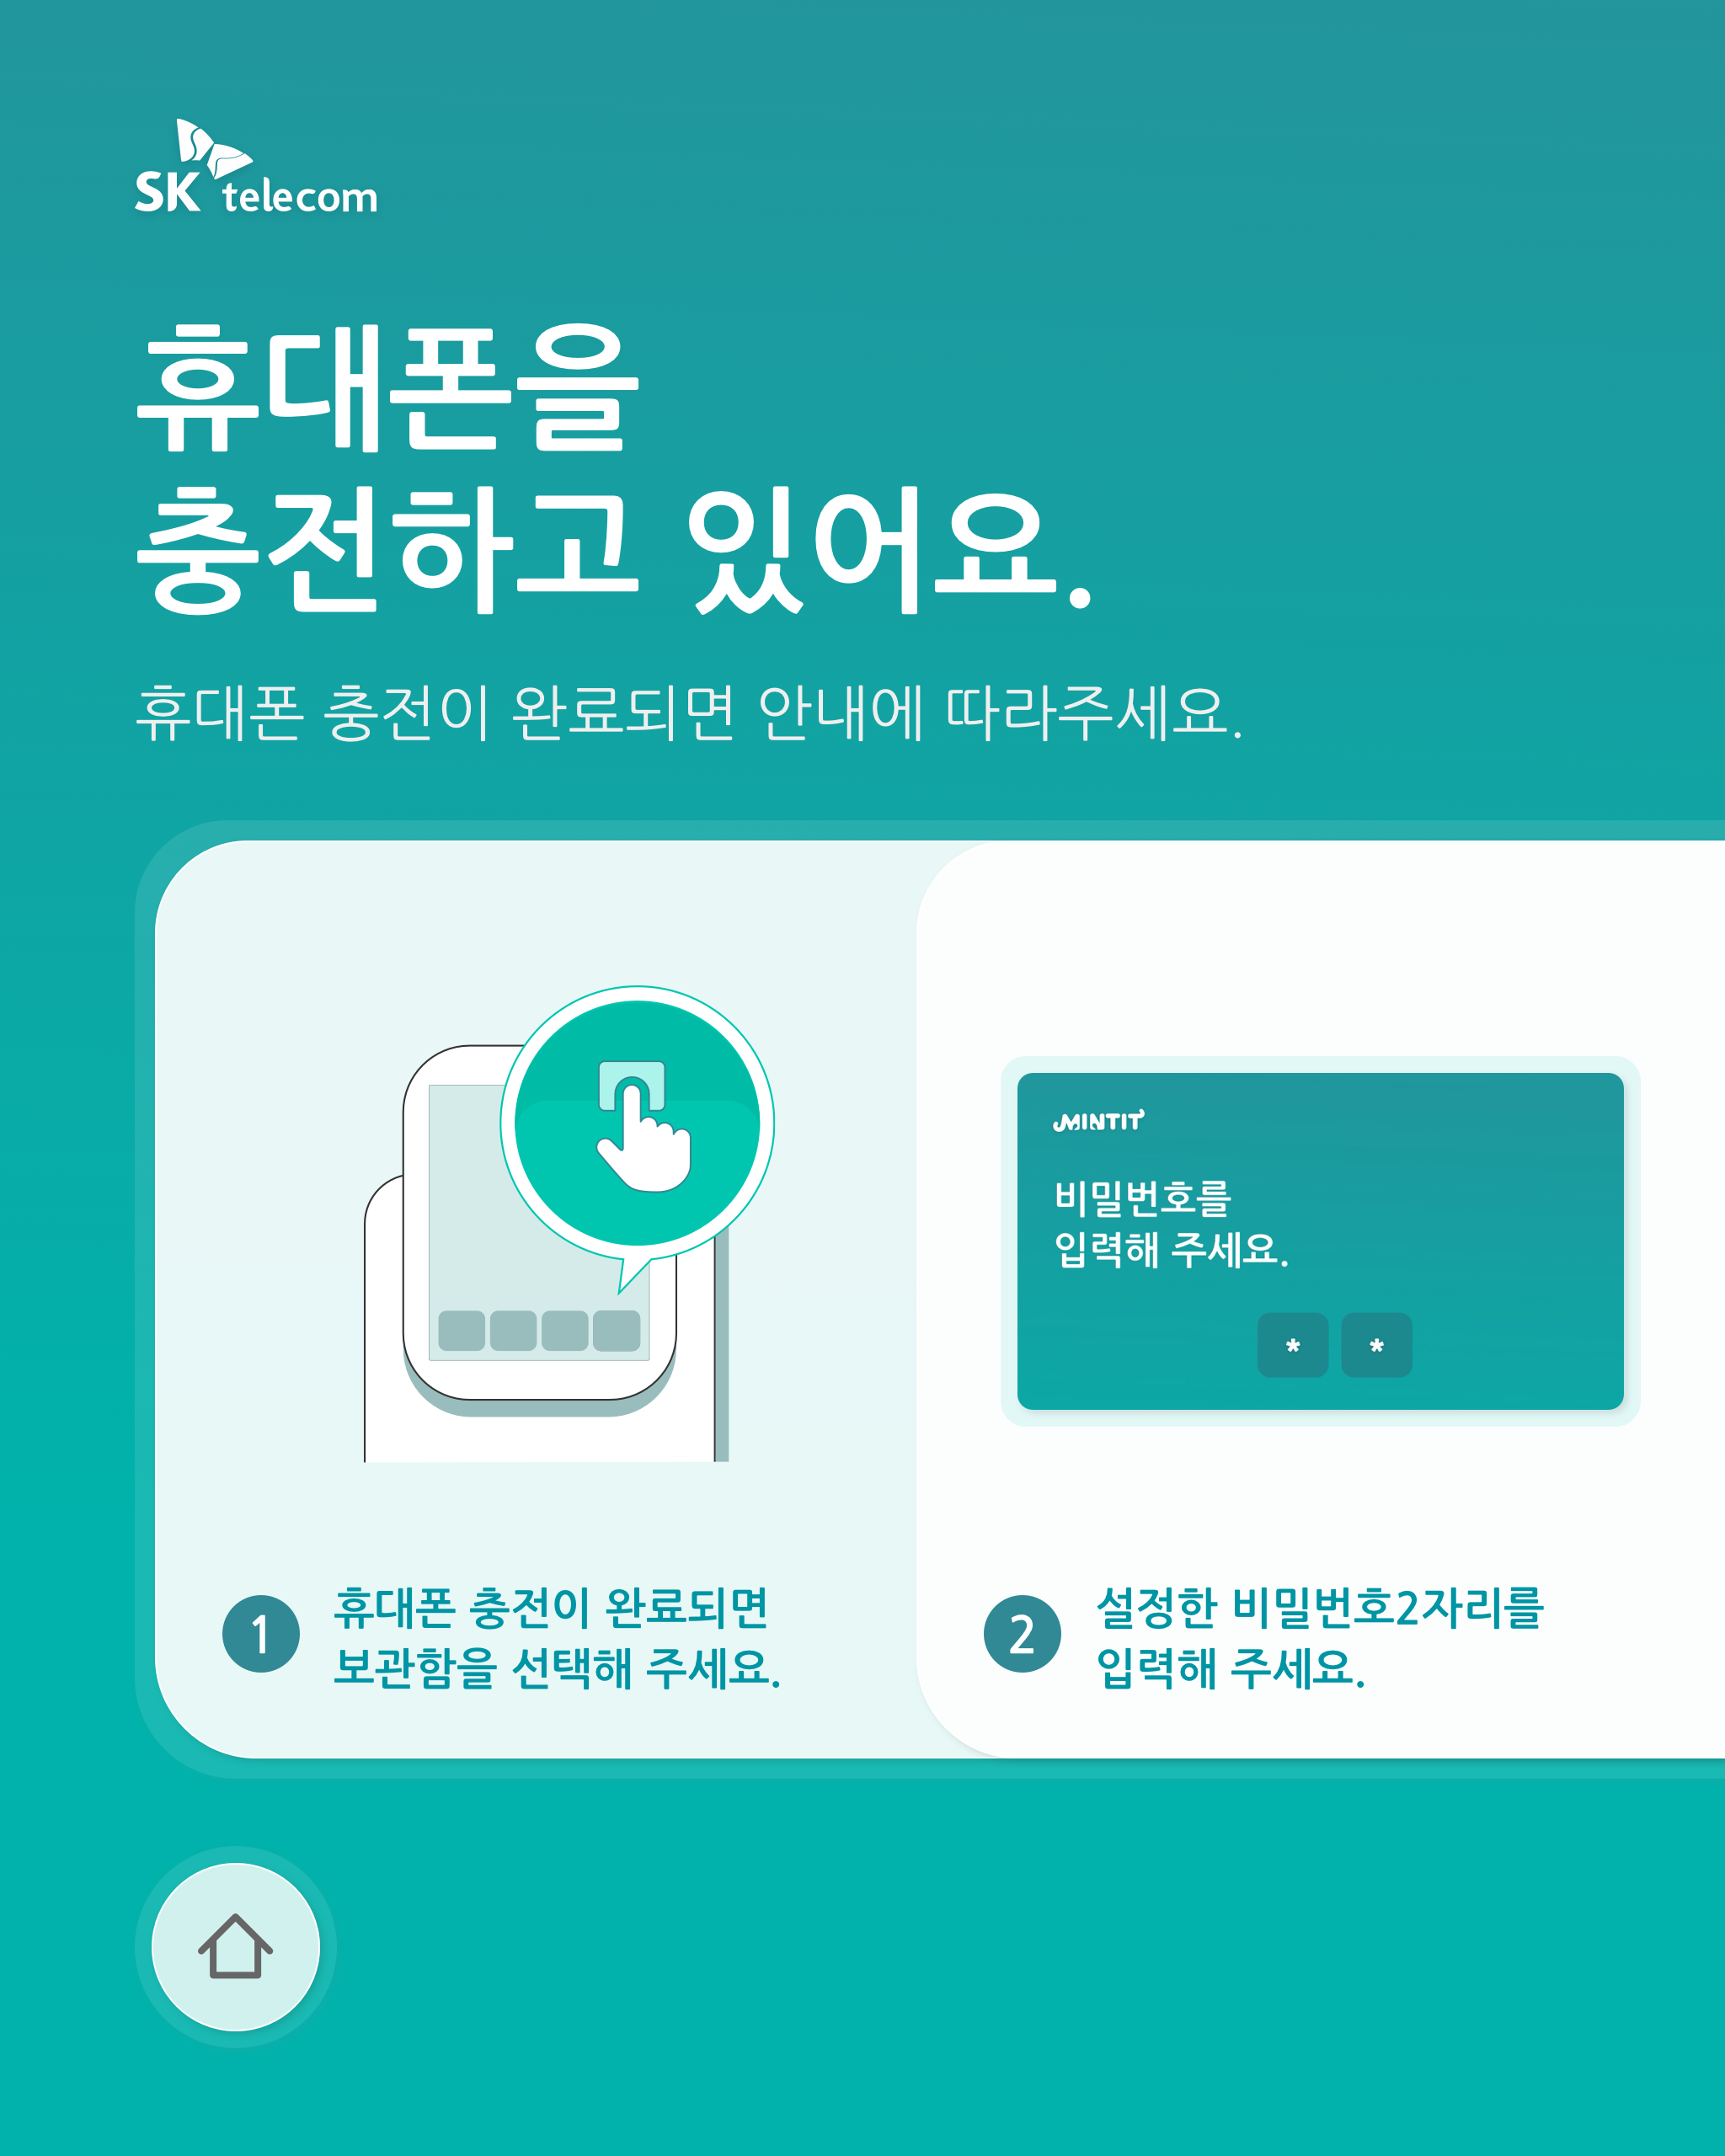 SK telecom
휴대폰을
충전하고 있어요.
휴대폰 충전이 완료되면 안내에 따라주세요.
MINTIT
비밀번호를
입력해 주세요.
* *
1 휴대폰 충전이 완료되면
보관함을 선택해 주세요.
2 설정한 비밀번호2자리를
입력해 주세요.